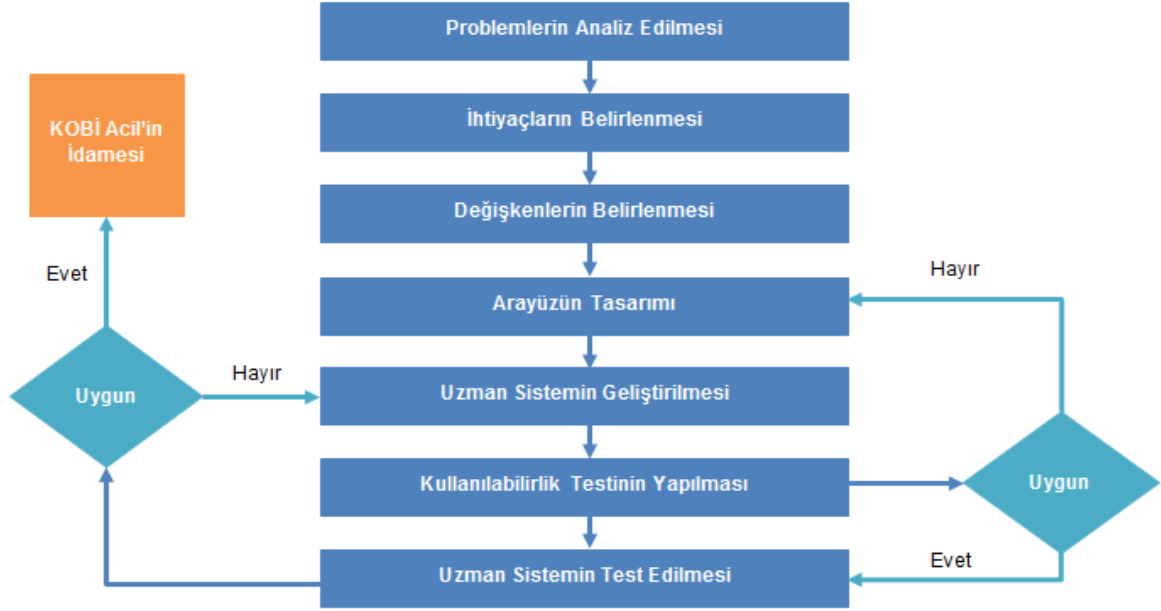 Problemlerin Analiz Edilmesi
KOBİ Acil'in
İdamesi
İhtiyaçların Belirlenmesi
Değişkenlerin Belirlenmesi
Evet
Hayır
Arayüzün Tasarımı
Uygun
Hayır
Uzman Sistemin Geliştirilmesi
Kullanılabilirlik Testinin Yapılması
Uygun
Evet
Uzman Sistemin Test Edilmesi